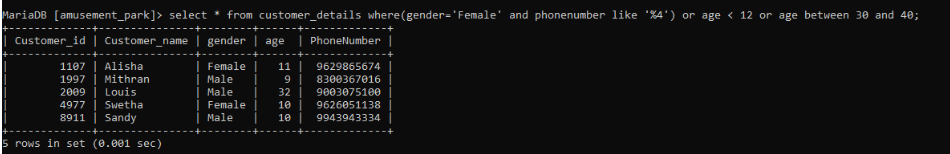 MariaDB [amusement_park]> select * from customer_details where(gender='Female' and phonenumber like '%4') or age < 12 or age between 30 and 40;
+-------------+---------------+--------+------+-------------+
| Customer_id | Customer_name | gender | age  | PhoneNumber |
+-------------+---------------+--------+------+-------------+
|        1107 | Alisha        | Female |   11 |  9629865674 |
|        1997 | Mithran       | Male   |    9 |  8300367016 |
|        2009 | Louis         | Male   |   32 |  9003075100 |
|        4977 | Swetha        | Female |   10 |  9626051138 |
|        8911 | Sandy         | Male   |   10 |  9943943334 |
+-------------+---------------+--------+------+-------------+
5 rows in set (0.001 sec)